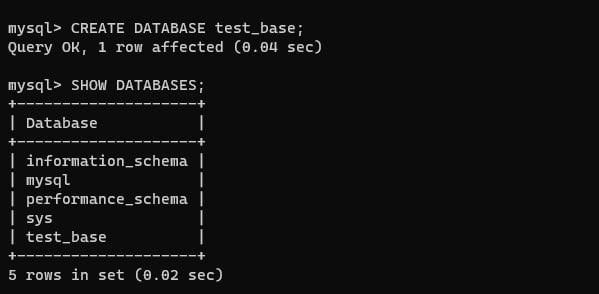 mysql> CREATE DATABASE test_base;
Query OK, 1 row affected (0.04 sec)
mysql> SHOW DATABASES;
+--------------------+
| Database           |
+--------------------+
| information_schema |
| mysql              |
| performance_schema |
| sys                |
| test_base          |
+--------------------+
5 rows in set (0.02 sec)